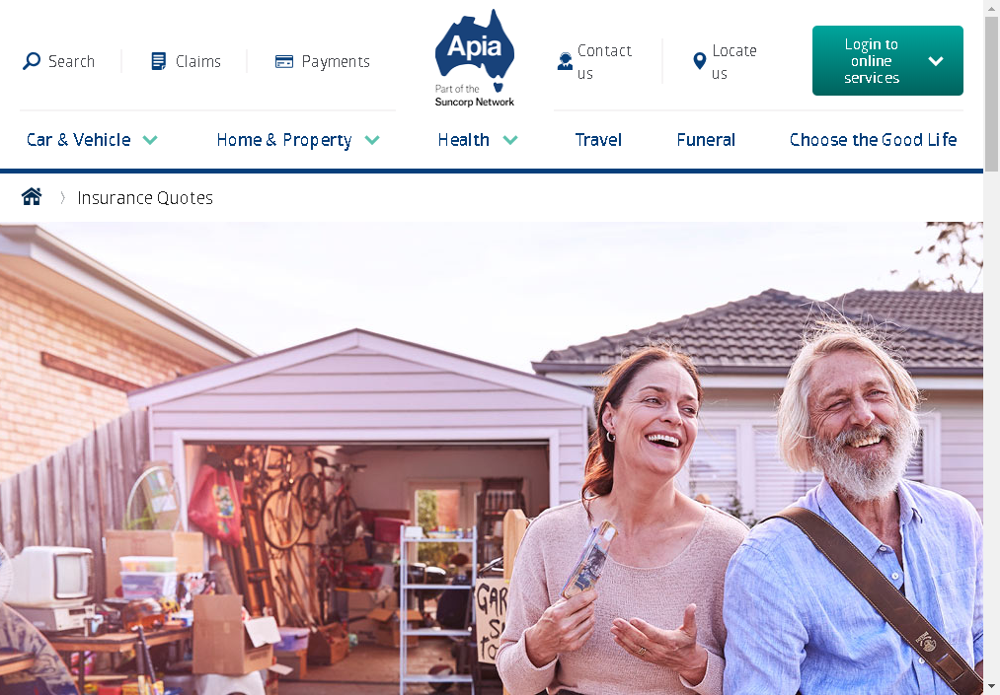 Search
Claims
Payments
Apia
Part of the
Suncorp Network
Contact
us
Locate
us
Login to
online
services
Car & Vehicle
Home & Property
Health
Travel
Funeral
Choose the Good Life
Insurance Quotes
GAR